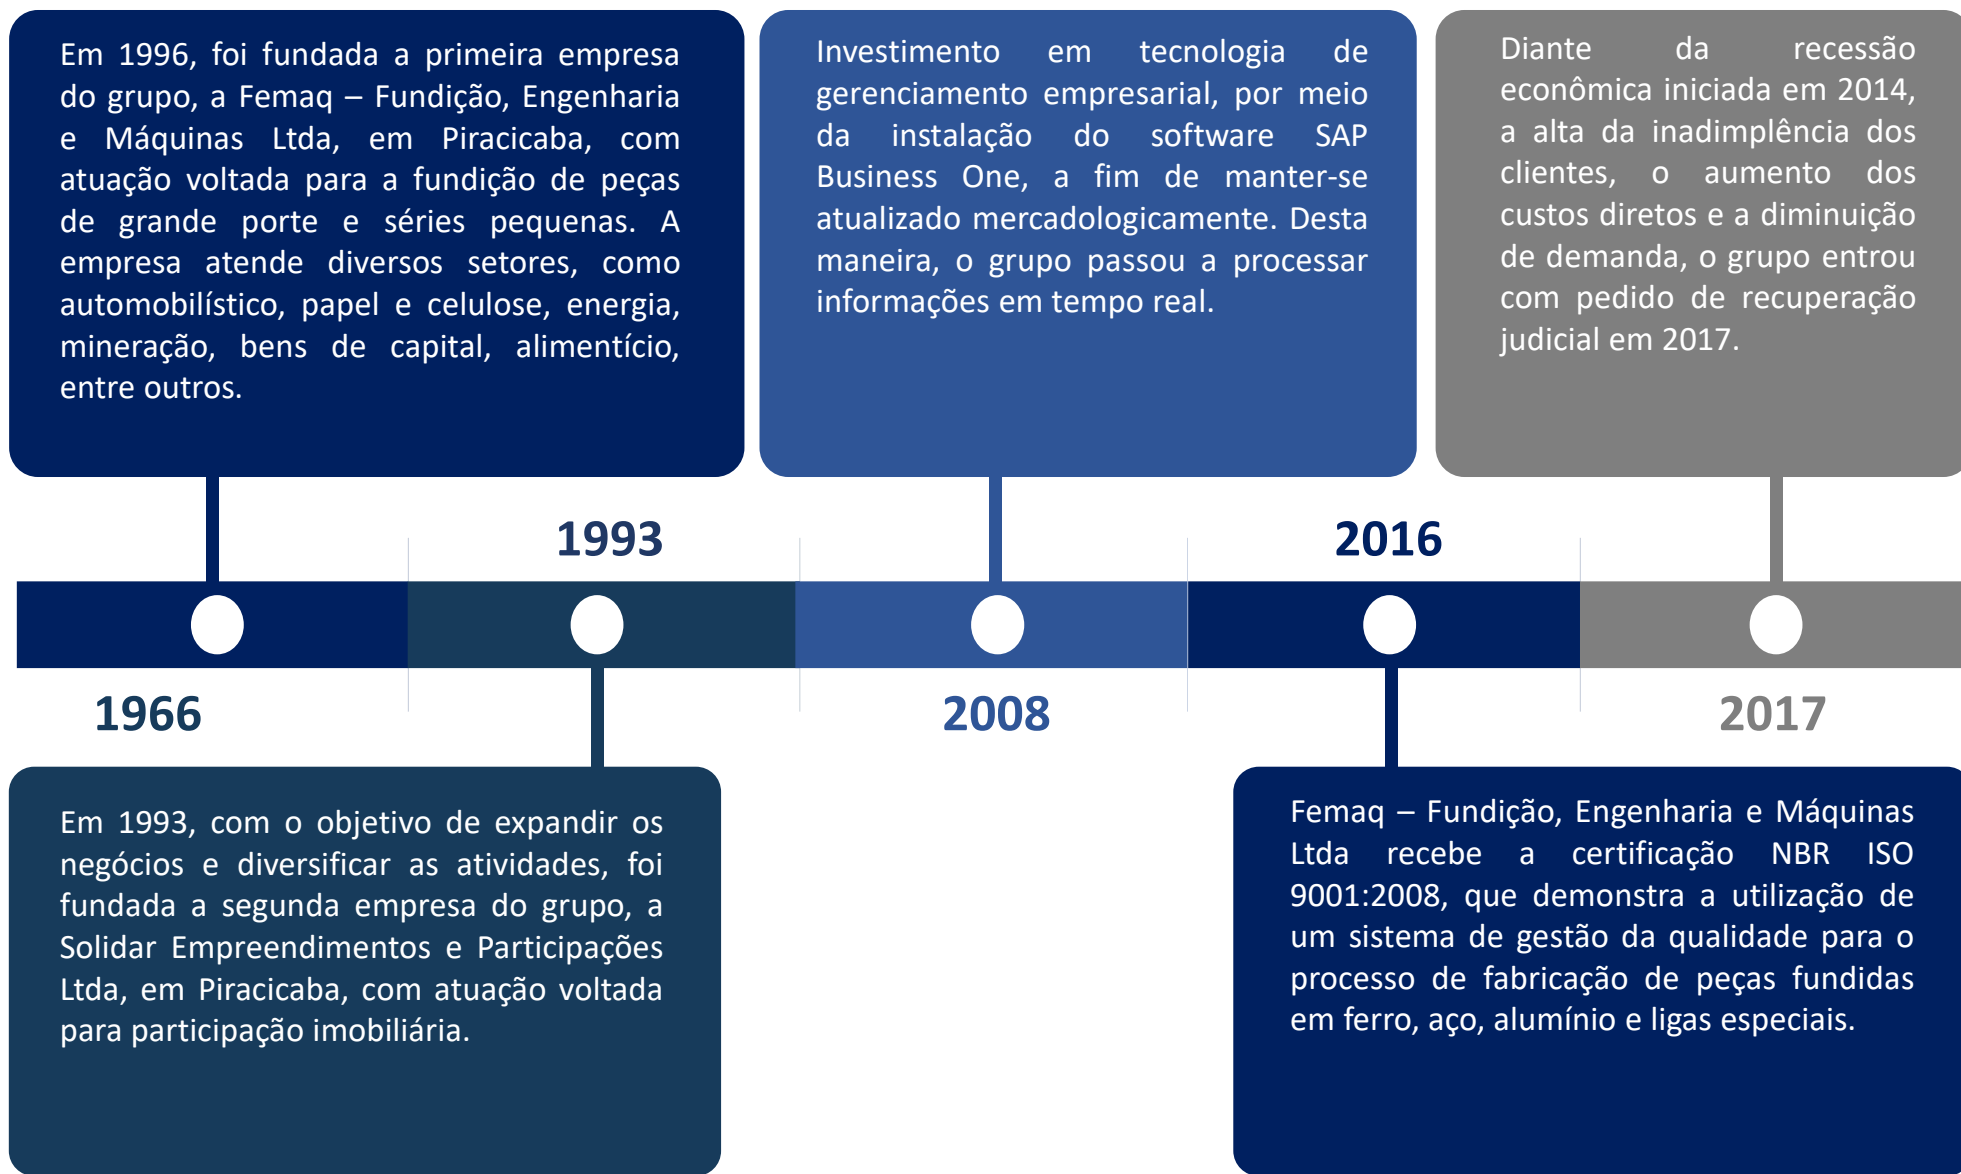 Em 1996, foi fundada a primeira empresa
do grupo, a Femaq – Fundição, Engenharia
e Máquinas Ltda, em Piracicaba, com
atuação voltada para a fundição de peças
de grande porte e séries pequenas. A
empresa atende diversos setores, como
automobilístico, papel e celulose, energia,
mineração, bens de capital, alimentício,
entre outros.
Investimento em tecnologia de
gerenciamento empresarial, por meio
da instalação do software SAP
Business One, a fim de manter-se
atualizado mercadologicamente. Desta
maneira, o grupo passou a processar
informações em tempo real.
Diante da recessão
econômica iniciada em 2014,
a alta da inadimplência dos
clientes, o aumento dos
custos diretos e a diminuição
de demanda, o grupo entrou
com pedido de recuperação
judicial em 2017.
1993
2016
1966
2008
2017
Em 1993, com o objetivo de expandir os
negócios e diversificar as atividades, foi
fundada a segunda empresa do grupo, a
Solidar Empreendimentos e Participações
Ltda, em Piracicaba, com atuação voltada
para participação imobiliária.
Femaq – Fundição, Engenharia e Máquinas
Ltda recebe a certificação NBR ISO
9001:2008, que demonstra a utilização de
um sistema de gestão da qualidade para o
processo de fabricação de peças fundidas
em ferro, aço, alumínio e ligas especiais.